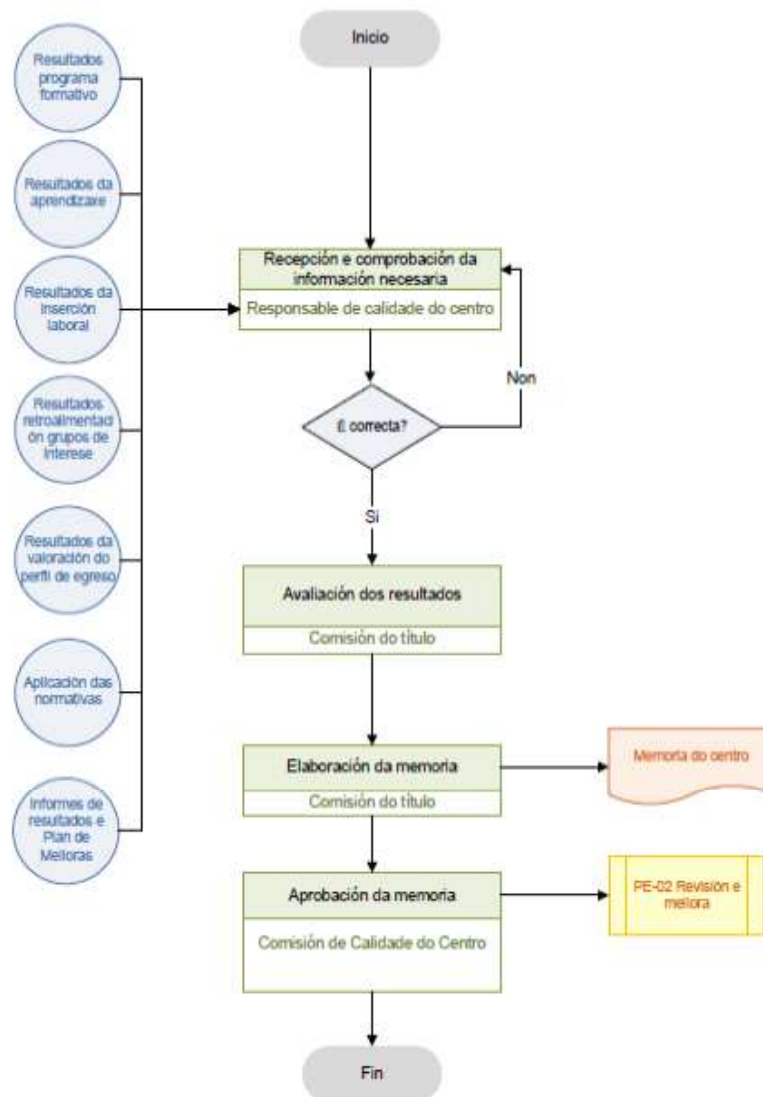 Inicio
Resultados
programa
formativo
Resultados da
aprendizaxe
Recepción e comprobación da
información necesaria
Responsable de calidade do centro
Resultados da
inserción
laboral
Non
Resultados
retroalimentac
ión grupos de
interese
É correcta?
Si
Resultados da
valoración do
perfil de egreso
Avaliación dos resultados
Comisión do título
Aplicación das
normativas
Elaboración da memoria
Comisión do título
Memoria do centro
Informes de
resultados e
Plan de
Melloras
Aprobación da memoria
Comisión de Calidade do Centro
PE-02 Revisión e
mellora
Fin